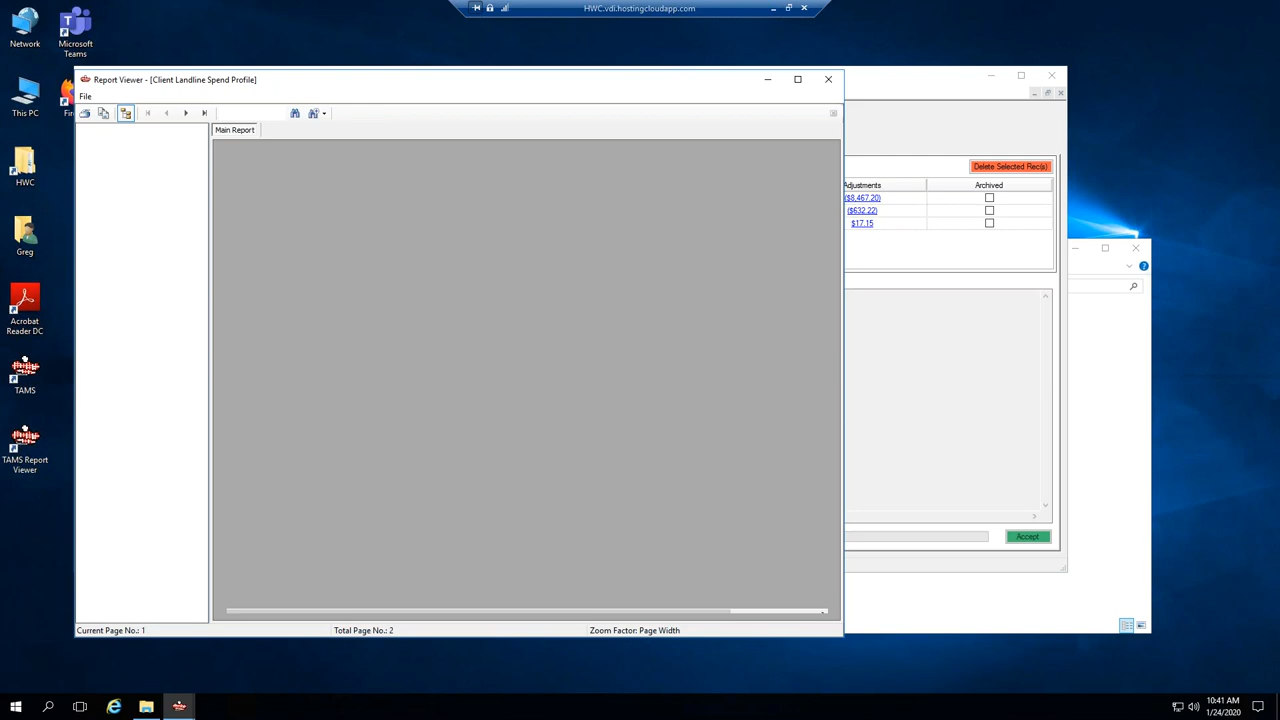 HWC.vdi.hostingcloudapp.com
Network
Microsoft
Teams
This PC
HWC
Greg
Acrobat
Reader DC
TAMS
TAMS Report
Viewer
Report Viewer - [Client Landline Spend Profile]
File
Main Report
Current Page No.: 1
Total Page No.: 2
Zoom Factor: Page Width
Delete Selected Rec(s)
Adjustments
Archived
($8,467.20)
($632.22)
$17.15
Accept
10:41 AM
1/24/2020